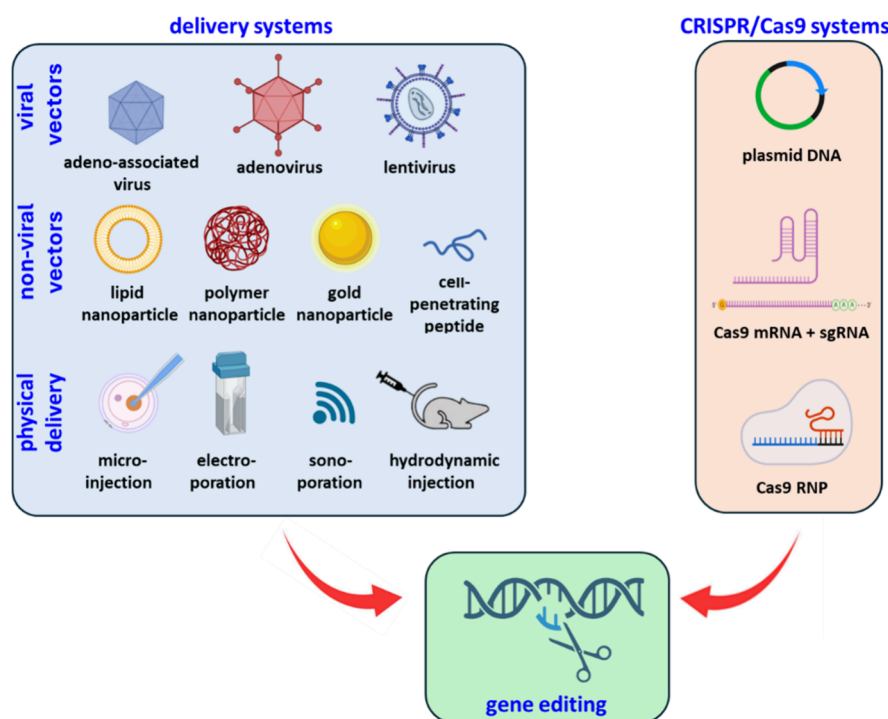 delivery systems
CRISPR/Cas9 systems
viral
vectors
adeno-associated
virus
adenovirus
lentivirus
plasmid DNA
non-viral
vectors
lipid
nanoparticle
polymer
nanoparticle
gold
nanoparticle
cell-
penetrating
peptide
5'
G
A
A
A
3'
Cas9 mRNA + sgRNA
physical
delivery
micro-
injection
electro-
poration
sono-
poration
hydrodynamic
injection
Cas9 RNP
gene editing